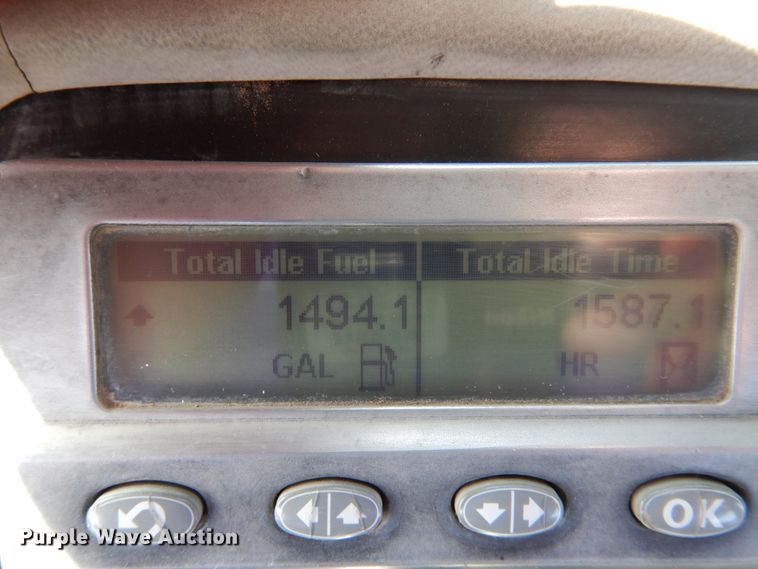 Total Idle Fuel Total Idle Time
1494.1 1587.1
GAL HR
OK
Purple Wave Auction